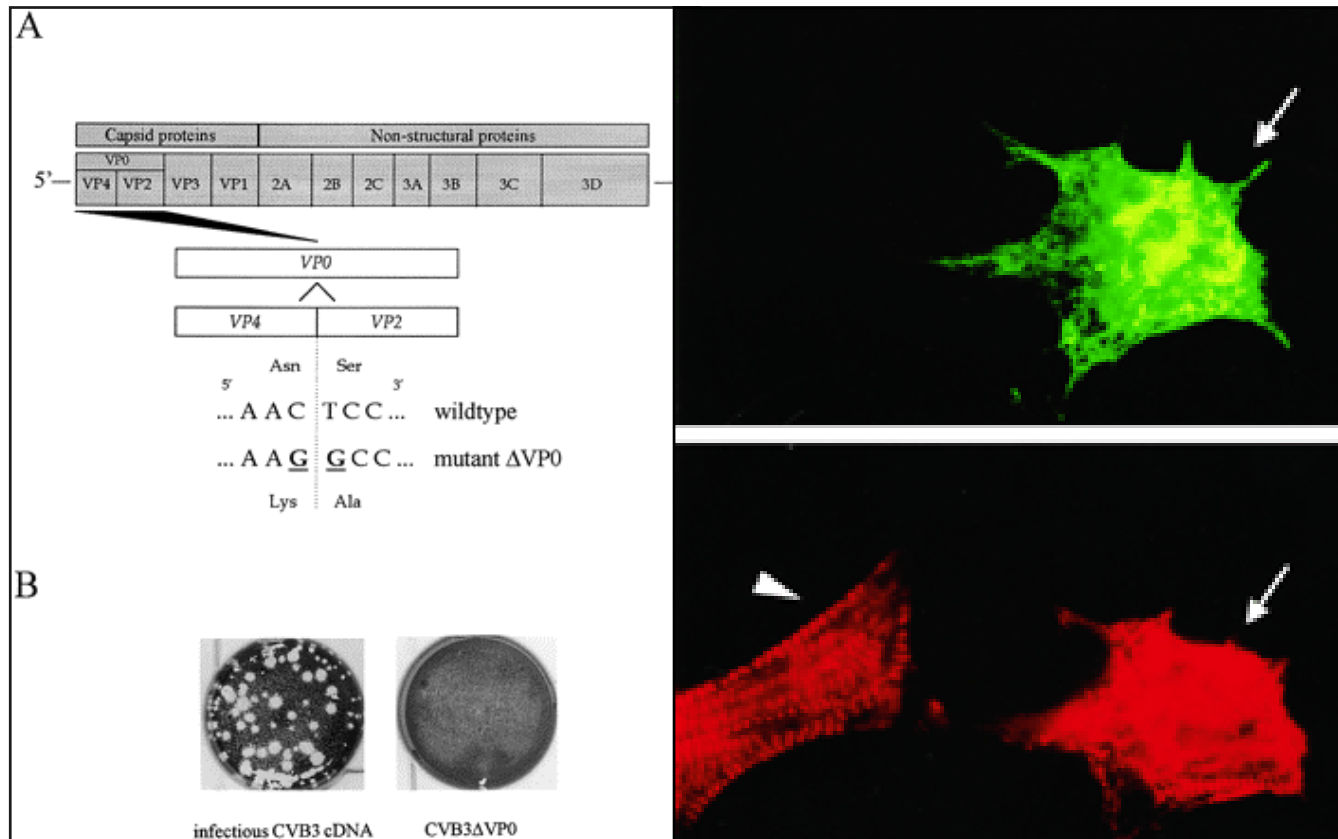 A
Capsid proteins Non-structural proteins
VP0
5'— VP4 VP2 VP3 VP1 2A 2B 2C 3A 3B 3C 3D
VP0
VP4 VP2
Asn Ser
5' 3'
... A A C T C C ... wildtype
... A A G G C C ... mutant ΔVP0
Lys Ala
B
infectious CVB3 cDNA CVB3ΔVP0